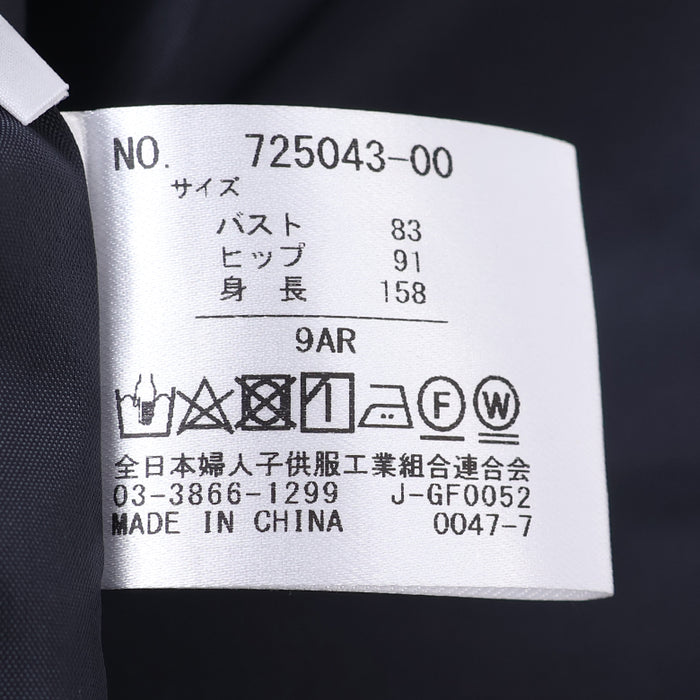 NO. 725043-00
サイズ
バスト 83
ヒップ 91
身長 158
9AR
F W
全日本婦人子供服工業組合連合会
03-3866-1299 J-GF0052
MADE IN CHINA 0047-7